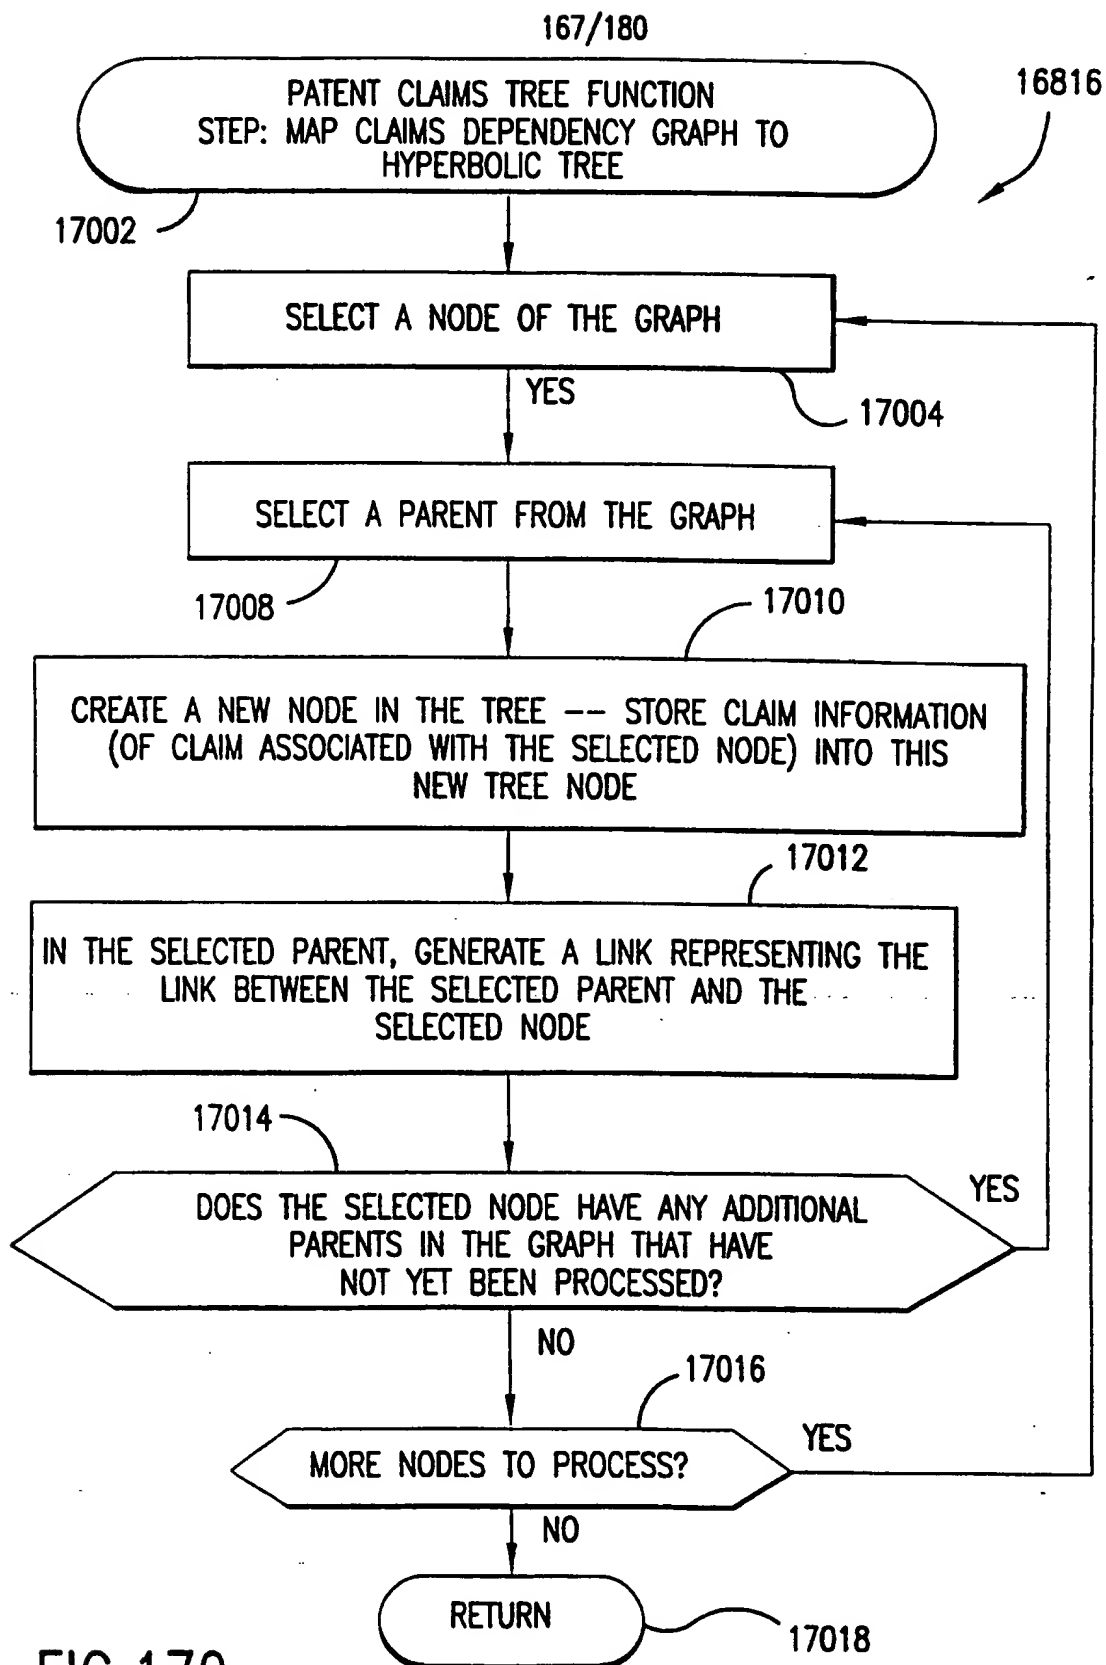 167/180
PATENT CLAIMS TREE FUNCTION
STEP: MAP CLAIMS DEPENDENCY GRAPH TO
HYPERBOLIC TREE
16816
17002
SELECT A NODE OF THE GRAPH
YES
17004
SELECT A PARENT FROM THE GRAPH
17008
17010
CREATE A NEW NODE IN THE TREE –– STORE CLAIM INFORMATION
(OF CLAIM ASSOCIATED WITH THE SELECTED NODE) INTO THIS
NEW TREE NODE
17012
IN THE SELECTED PARENT, GENERATE A LINK REPRESENTING THE
LINK BETWEEN THE SELECTED PARENT AND THE
SELECTED NODE
17014
DOES THE SELECTED NODE HAVE ANY ADDITIONAL
PARENTS IN THE GRAPH THAT HAVE
NOT YET BEEN PROCESSED?
YES
NO
17016
MORE NODES TO PROCESS?
YES
NO
RETURN
17018
FIG.170